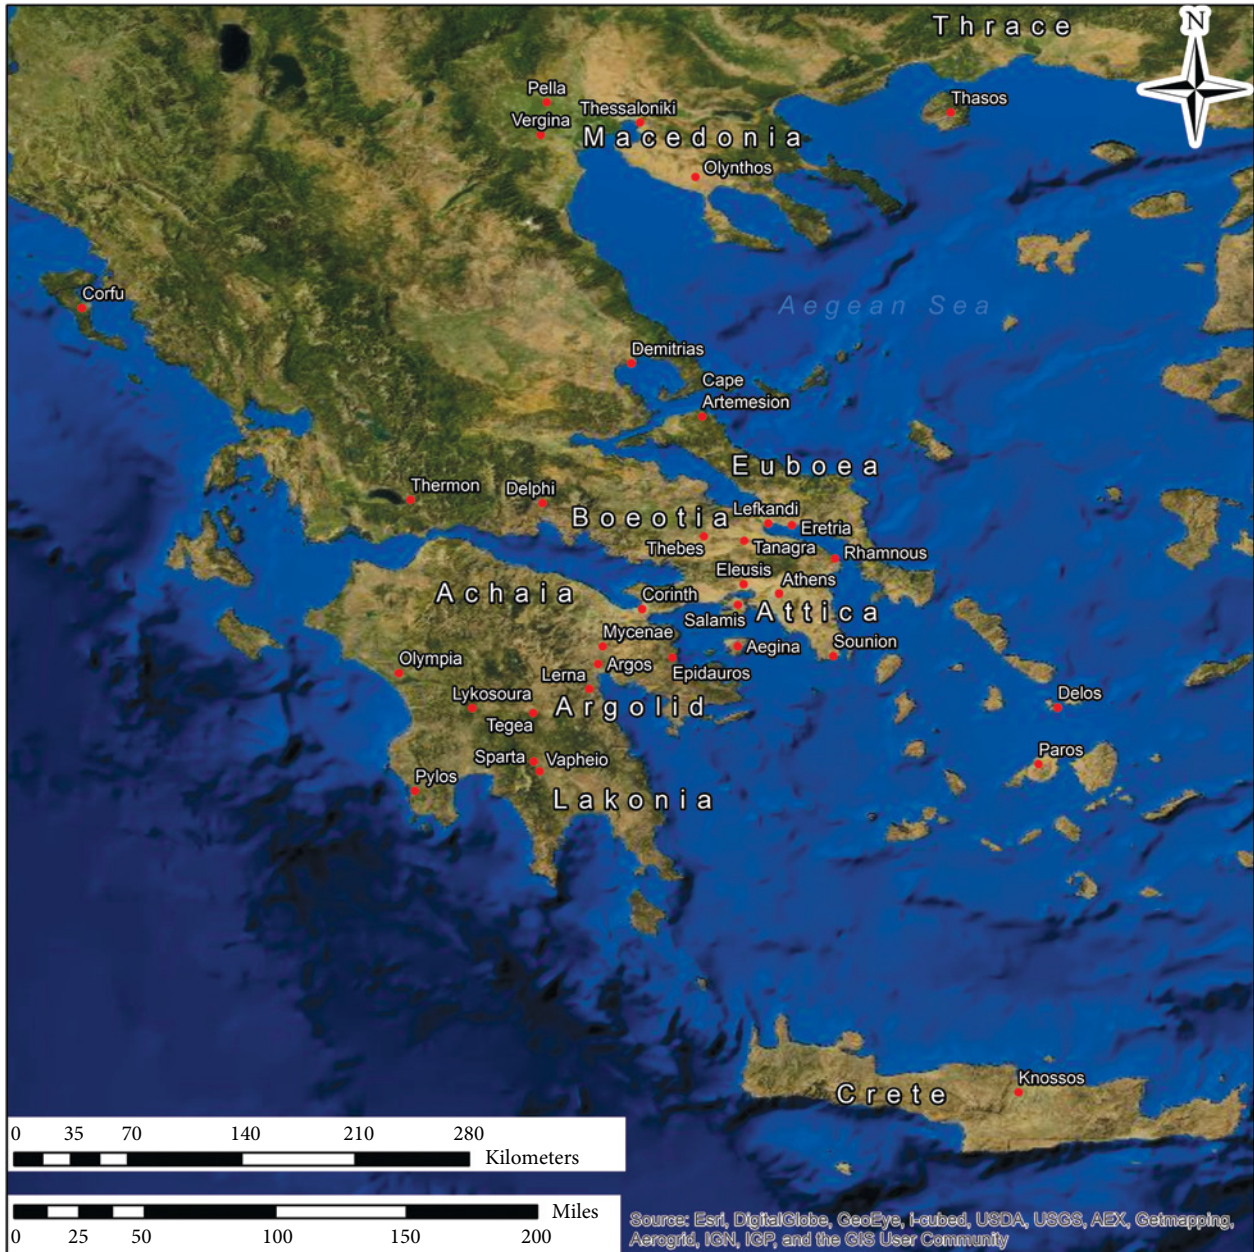 Thrace
N
Pella
Thasos
Thessaloniki
Vergina
Macedonia
Olynthos
Corfu
Aegean Sea
Demitrias
Cape
Artemesion
Euboea
Thermon
Delphi
Lefkandi
Boeotia
Eretria
Thebes
Tanagra
Rhamnous
Eleusis
Athens
Achaia
Corinth
Salamis
Attica
Mycenae
Aegina
Sounion
Olympia
Argos
Lerna
Epidauros
Lykosoura
Delos
Argolid
Tegea
Paros
Sparta
Vapheio
Pylos
Lakonia
Knossos
Crete
0 35 70 140 210 280
Kilometers
Miles
0 25 50 100 150 200
Source: Esri, DigitalGlobe, GeoEye, i-cubed, USDA, USGS, AEX, Getmapping,
Aerogrid, IGN, IGP, and the GIS User Community